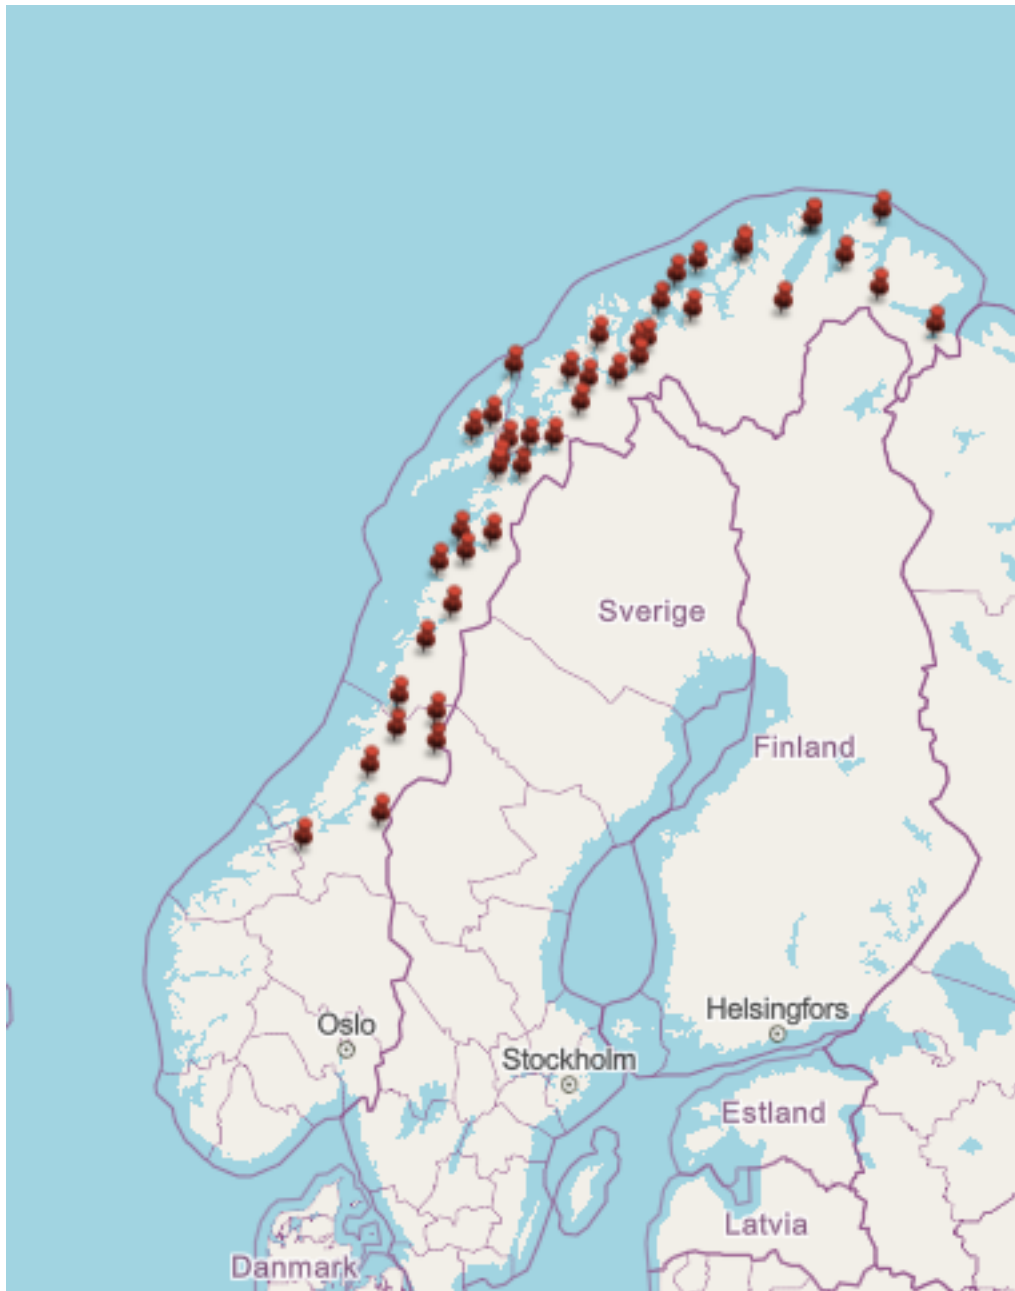 Sverige
Finland
Helsingfors
Oslo
Stockholm
Estland
Latvia
Danmark